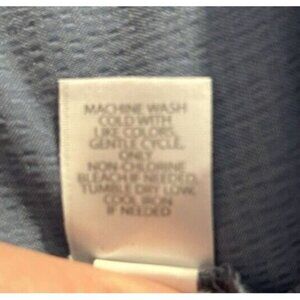 MACHINE WASH
COLD WITH
LIKE COLORS,
GENTLE CYCLE,
ONLY
NON-CHLORINE
BLEACH IF NEEDED,
TUMBLE DRY LOW,
COOL IRON
IF NEEDED